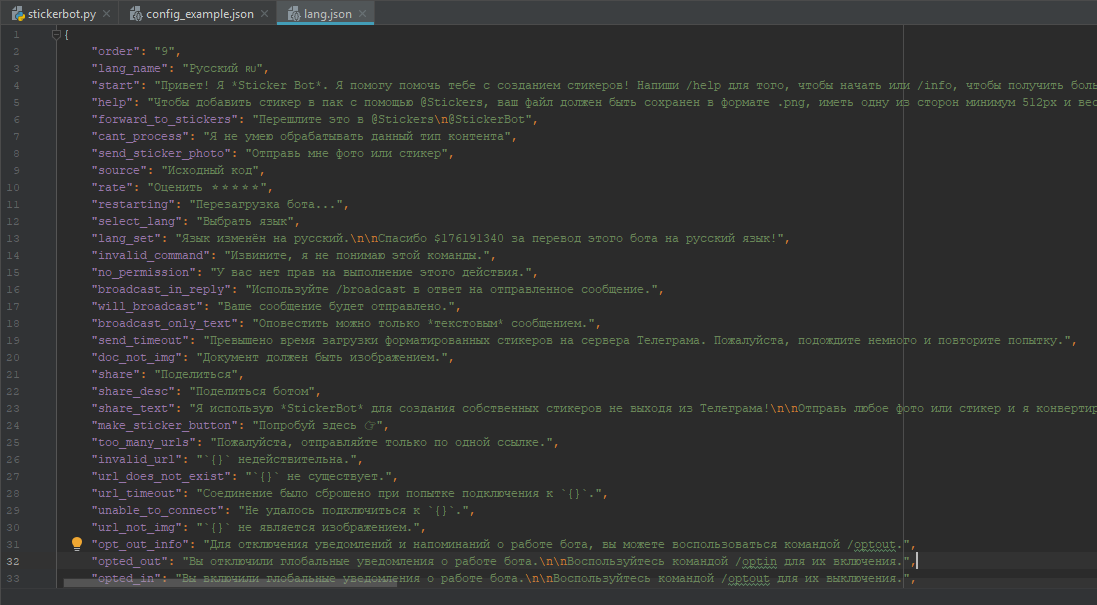 stickerbot.py config_example.json lang.json
1 {
2 "order": "9",
3 "lang_name": "Русский 🇷🇺",
4 "start": "Привет! Я *Sticker Bot*. Я помогу помочь тебе с созданием стикеров! Напиши /help для того, чтобы начать или /info, чтобы получить боль
5 "help": "Чтобы добавить стикер в пак с помощью @Stickers, ваш файл должен быть сохранен в формате .png, иметь одну из сторон минимум 512px и вес
6 "forward_to_stickers": "Перешлите это в @Stickers\n@StickerBot",
7 "cant_process": "Я не умею обрабатывать данный тип контента",
8 "send_sticker_photo": "Отправь мне фото или стикер",
9 "source": "Исходный код",
10 "rate": "Оценить ⭐⭐⭐⭐⭐",
11 "restarting": "Перезагрузка бота...",
12 "select_lang": "Выбрать язык",
13 "lang_set": "Язык изменён на русский.\n\nСпасибо $176191340 за перевод этого бота на русский язык!",
14 "invalid_command": "Извините, я не понимаю этой команды.",
15 "no_permission": "У вас нет прав на выполнение этого действия.",
16 "broadcast_in_reply": "Используйте /broadcast в ответ на отправленное сообщение.",
17 "will_broadcast": "Ваше сообщение будет отправлено.",
18 "broadcast_only_text": "Оповестить можно только *текстовым* сообщением.",
19 "send_timeout": "Превышено время загрузки форматированных стикеров на сервера Телеграма. Пожалуйста, подождите немного и повторите попытку.",
20 "doc_not_img": "Документ должен быть изображением.",
21 "share": "Поделиться",
22 "share_desc": "Поделиться ботом",
23 "share_text": "Я использую *StickerBot* для создания собственных стикеров не выходя из Телеграма!\n\nОтправь любое фото или стикер и я конвертир
24 "make_sticker_button": "Попробуй здесь 👉",
25 "too_many_urls": "Пожалуйста, отправляйте только по одной ссылке.",
26 "invalid_url": "`{}` недействительна.",
27 "url_does_not_exist": "`{}` не существует.",
28 "url_timeout": "Соединение было сброшено при попытке подключения к `{}`.",
29 "unable_to_connect": "Не удалось подключиться к `{}`.",
30 "url_not_img": "`{}` не является изображением.",
31 "opt_out_info": "Для отключения уведомлений и напоминаний о работе бота, вы можете воспользоваться командой /optout.",
32 "opted_out": "Вы отключили глобальные уведомления о работе бота.\n\nВоспользуйтесь командой /optin для их включения.",
33 "opted_in": "Вы включили глобальные уведомления о работе бота.\n\nВоспользуйтесь командой /optout для их выключения.",